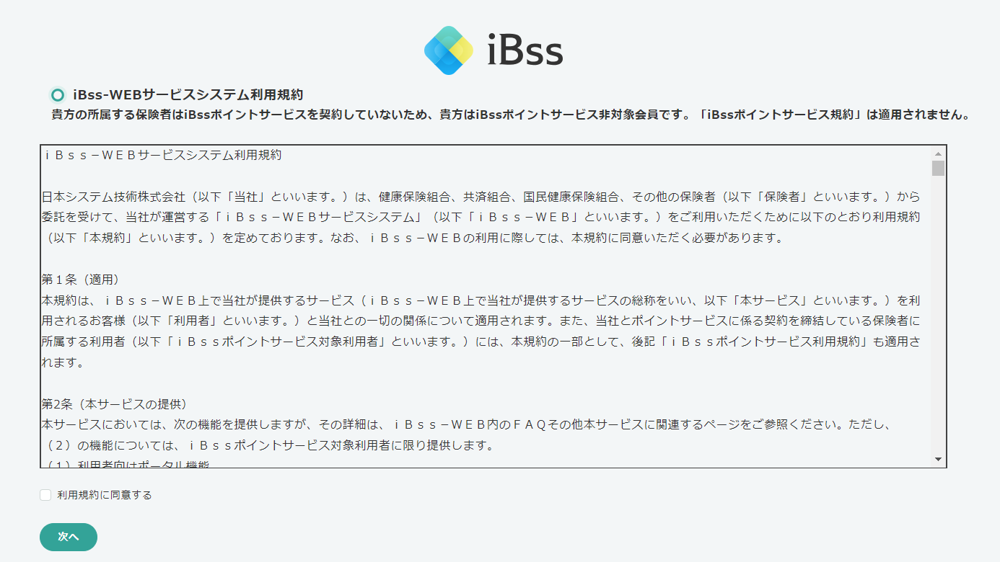 iBss
iBss-WEBサービスシステム利用規約
貴方の所属する保険者はiBssポイントサービスを契約していないため、貴方はiBssポイントサービス非対象会員です。「iBssポイントサービス規約」は適用されません。
ｉＢｓｓ－ＷＥＢサービスシステム利用規約
日本システム技術株式会社（以下「当社」といいます。）は、健康保険組合、共済組合、国民健康保険組合、その他の保険者（以下「保険者」といいます。）から
委託を受けて、当社が運営する「ｉＢｓｓ－ＷＥＢサービスシステム」（以下「ｉＢｓｓ－ＷＥＢ」といいます。）をご利用いただくために以下のとおり利用規約
（以下「本規約」といいます。）を定めております。なお、ｉＢｓｓ－ＷＥＢの利用に際しては、本規約に同意いただく必要があります。
第１条（適用）
本規約は、ｉＢｓｓ－ＷＥＢ上で当社が提供するサービス（ｉＢｓｓ－ＷＥＢ上で当社が提供するサービスの総称をいい、以下「本サービス」といいます。）を利
用されるお客様（以下「利用者」といいます。）と当社との一切の関係について適用されます。また、当社とポイントサービスに係る契約を締結している保険者に
所属する利用者（以下「ｉＢｓｓポイントサービス対象利用者」といいます。）には、本規約の一部として、後記「ｉＢｓｓポイントサービス利用規約」も適用さ
れます。
第2条（本サービスの提供）
本サービスにおいては、次の機能を提供しますが、その詳細は、ｉＢｓｓ－ＷＥＢ内のＦＡＱその他本サービスに関連するページをご参照ください。ただし、
（２）の機能については、ｉＢｓｓポイントサービス対象利用者に限り提供します。
（１）利用者向けポータル機能
利用規約に同意する
次へ